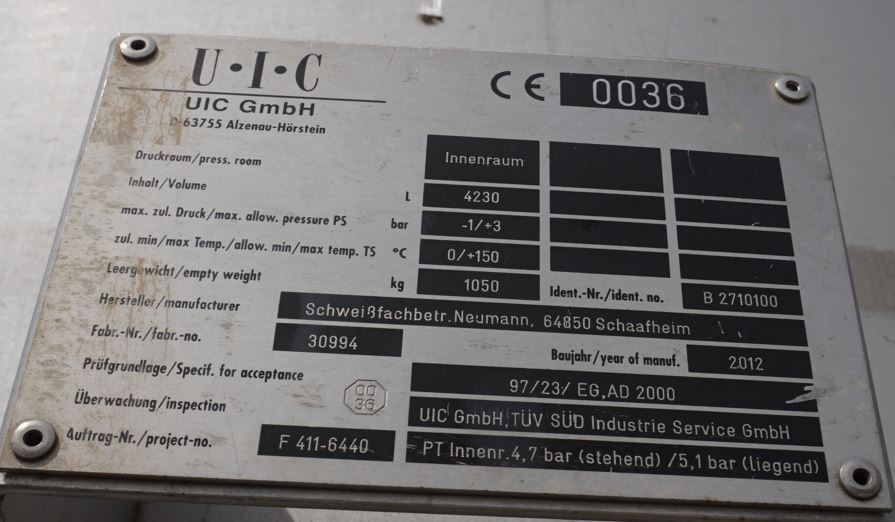 U·I·C
UIC GmbH
D-63755 Alzenau-Hörstein
CE 0036
Druckraum/press. room Innenraum
Inhalt/Volume L 4230
max. zul. Druck/max. allow. pressure PS bar -1/+3
zul. min/max Temp./allow. min/max temp. TS °C 0/+150
Leergewicht/empty weight kg 1050 Ident.-Nr./ident. no. B 2710100
Hersteller/manufacturer Schweißfachbetr.Neumann, 64850 Schaafheim
Fabr.-Nr./fabr.-no. 30994 Baujahr/year of manuf. 2012
Prüfgrundlage/Specif. for acceptance 97/23/ EG,AD 2000
Überwachung/inspection 00 36 UIC GmbH,TÜV SÜD Industrie Service GmbH
Auftrag-Nr./project-no. F 411-6440 PT Innenr.4,7 bar (stehend) /5,1 bar (liegend)